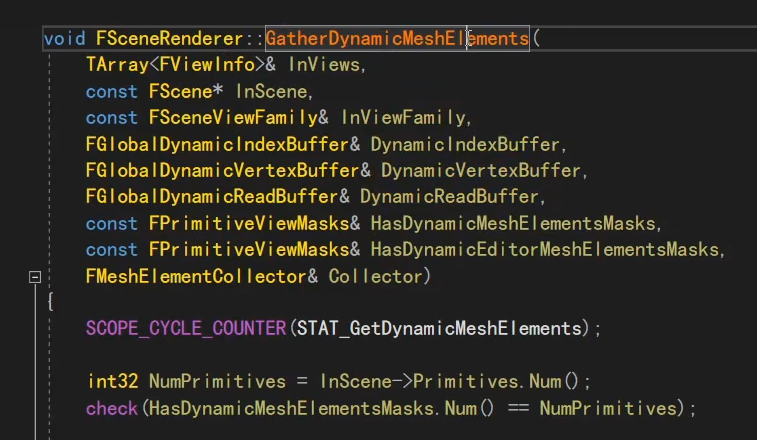 void FSceneRenderer::GatherDynamicMeshElements(
TArray<FViewInfo>& InViews,
const FScene* InScene,
const FSceneViewFamily& InViewFamily,
FGlobalDynamicIndexBuffer& DynamicIndexBuffer,
FGlobalDynamicVertexBuffer& DynamicVertexBuffer,
FGlobalDynamicReadBuffer& DynamicReadBuffer,
const FPrimitiveViewMasks& HasDynamicMeshElementsMasks,
const FPrimitiveViewMasks& HasDynamicEditorMeshElementsMasks,
FMeshElementCollector& Collector)
{
SCOPE_CYCLE_COUNTER(STAT_GetDynamicMeshElements);
int32 NumPrimitives = InScene->Primitives.Num();
check(HasDynamicMeshElementsMasks.Num() == NumPrimitives);